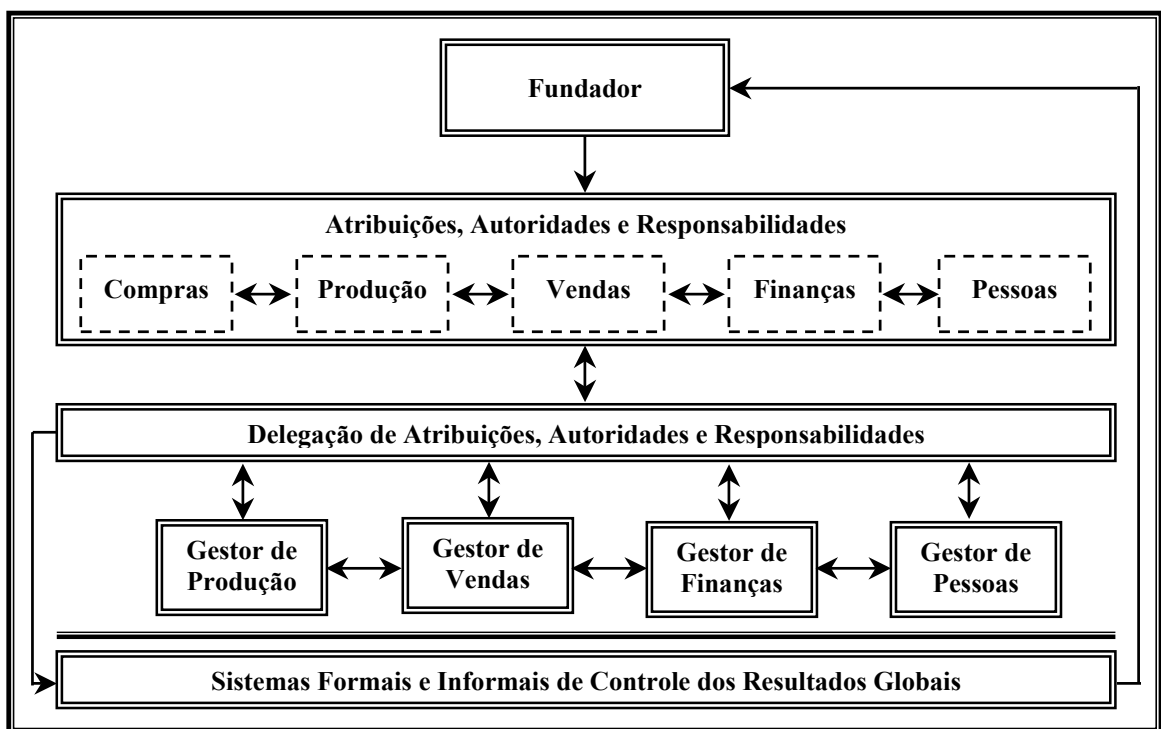 Fundador
Atribuições, Autoridades e Responsabilidades
Compras
Produção
Vendas
Finanças
Pessoas
Delegação de Atribuições, Autoridades e Responsabilidades
Gestor de
Produção
Gestor de
Vendas
Gestor de
Finanças
Gestor de
Pessoas
Sistemas Formais e Informais de Controle dos Resultados Globais